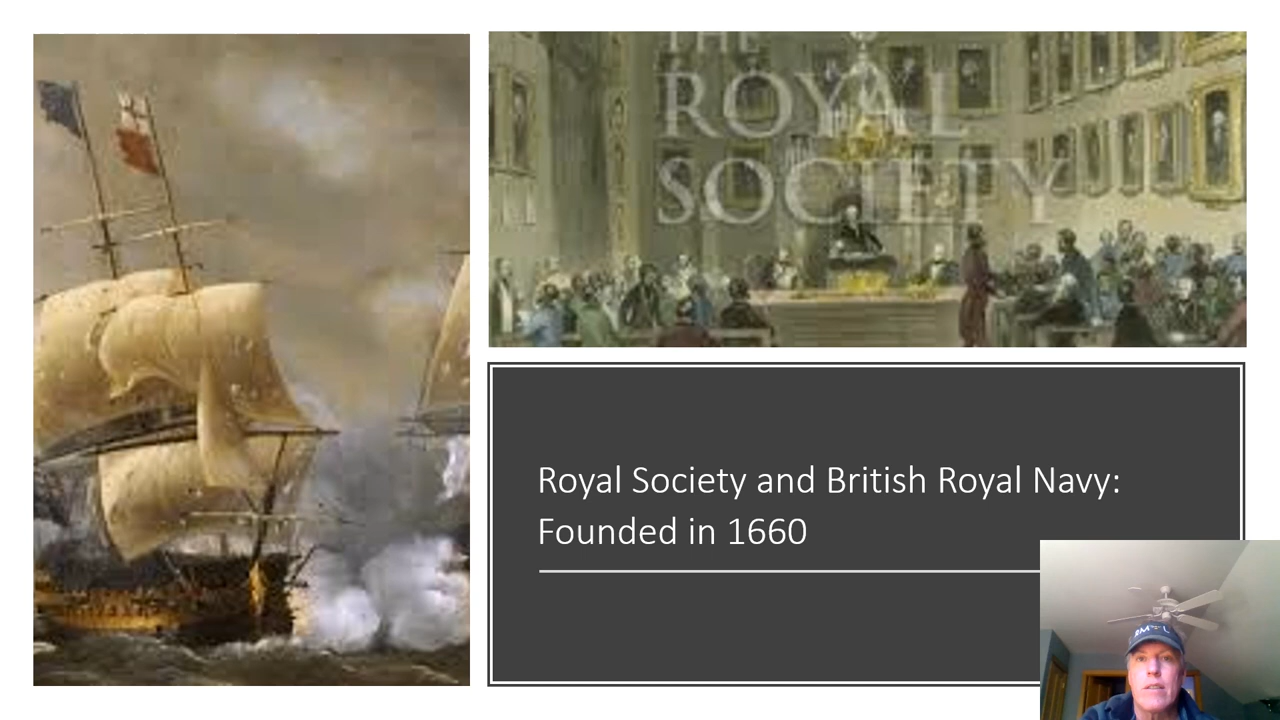 THE
ROYAL
SOCIETY
Royal Society and British Royal Navy:
Founded in 1660